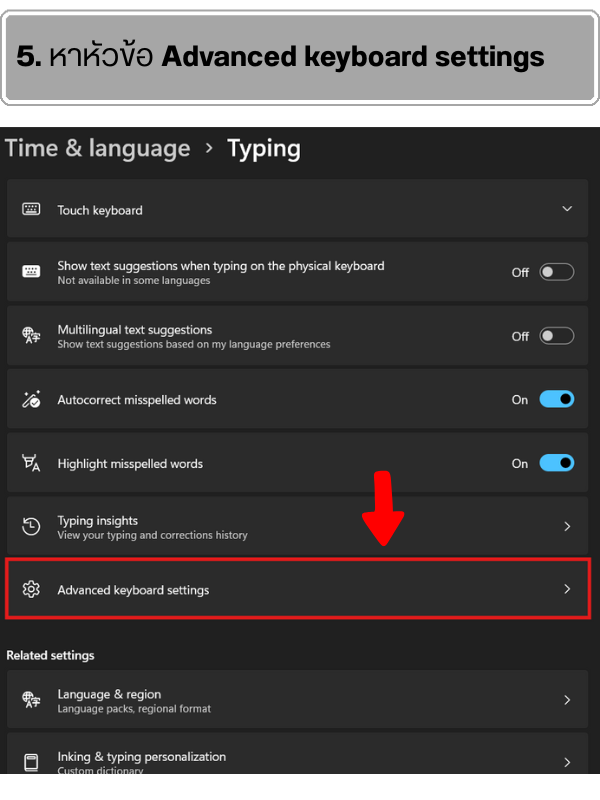 5. หาหัวข้อ Advanced keyboard settings
Time & language > Typing
Touch keyboard
Show text suggestions when typing on the physical keyboard
Not available in some languages
Off
Multilingual text suggestions
Show text suggestions based on my language preferences
Off
Autocorrect misspelled words
On
Highlight misspelled words
On
Typing insights
View your typing and corrections history
Advanced keyboard settings
Related settings
Language & region
Language packs, regional format
Inking & typing personalization
Custom dictionary